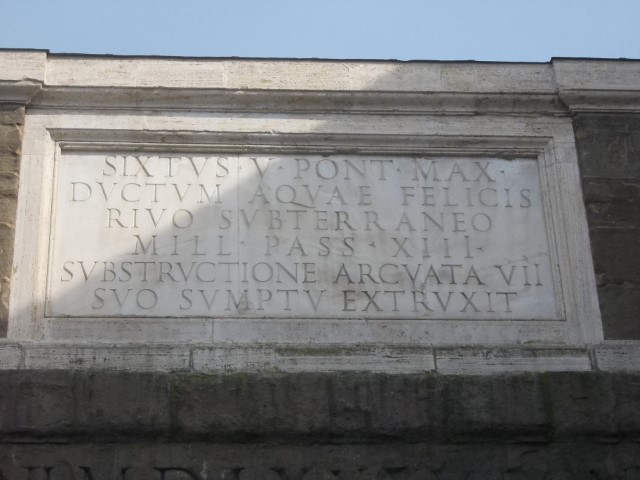 SIXTVS · V · PONT · MAX ·
DVCTVM AQVAE FELICIS
RIVO SVBTERRANEO
MILL · PASS · XIII ·
SVBSTRVCTIONE ARCVATA VII
SVO SVMPTV EXTRVXIT